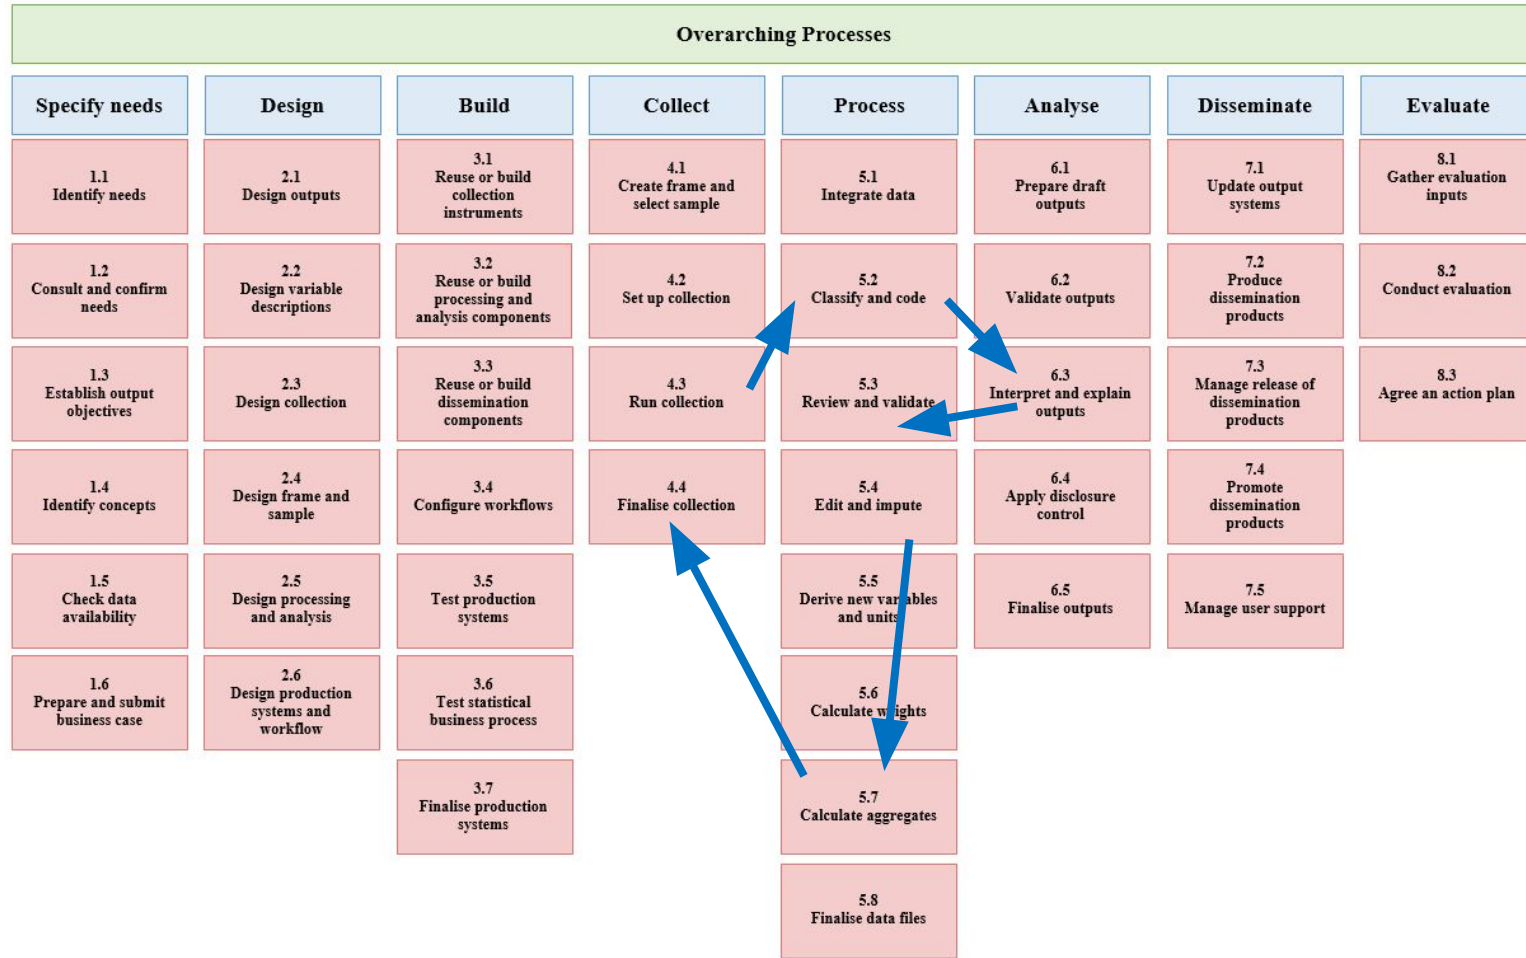 Overarching Processes
Specify needs
Design
Build
Collect
Process
Analyse
Disseminate
Evaluate
1.1
Identify needs
2.1
Design outputs
3.1
Reuse or build
collection
instruments
4.1
Create frame and
select sample
5.1
Integrate data
6.1
Prepare draft
outputs
7.1
Update output
systems
8.1
Gather evaluation
inputs
1.2
Consult and confirm
needs
2.2
Design variable
descriptions
3.2
Reuse or build
processing and
analysis components
4.2
Set up collection
5.2
Classify and code
6.2
Validate outputs
7.2
Produce
dissemination
products
8.2
Conduct evaluation
1.3
Establish output
objectives
2.3
Design collection
3.3
Reuse or build
dissemination
components
4.3
Run collection
5.3
Review and validate
6.3
Interpret and explain
outputs
7.3
Manage release of
dissemination
products
8.3
Agree an action plan
1.4
Identify concepts
2.4
Design frame and
sample
3.4
Configure workflows
4.4
Finalise collection
5.4
Edit and impute
6.4
Apply disclosure
control
7.4
Promote
dissemination
products
1.5
Check data
availability
2.5
Design processing
and analysis
3.5
Test production
systems
5.5
Derive new variables
and units
6.5
Finalise outputs
7.5
Manage user support
1.6
Prepare and submit
business case
2.6
Design production
systems and
workflow
3.6
Test statistical
business process
5.6
Calculate weights
3.7
Finalise production
systems
5.7
Calculate aggregates
5.8
Finalise data files